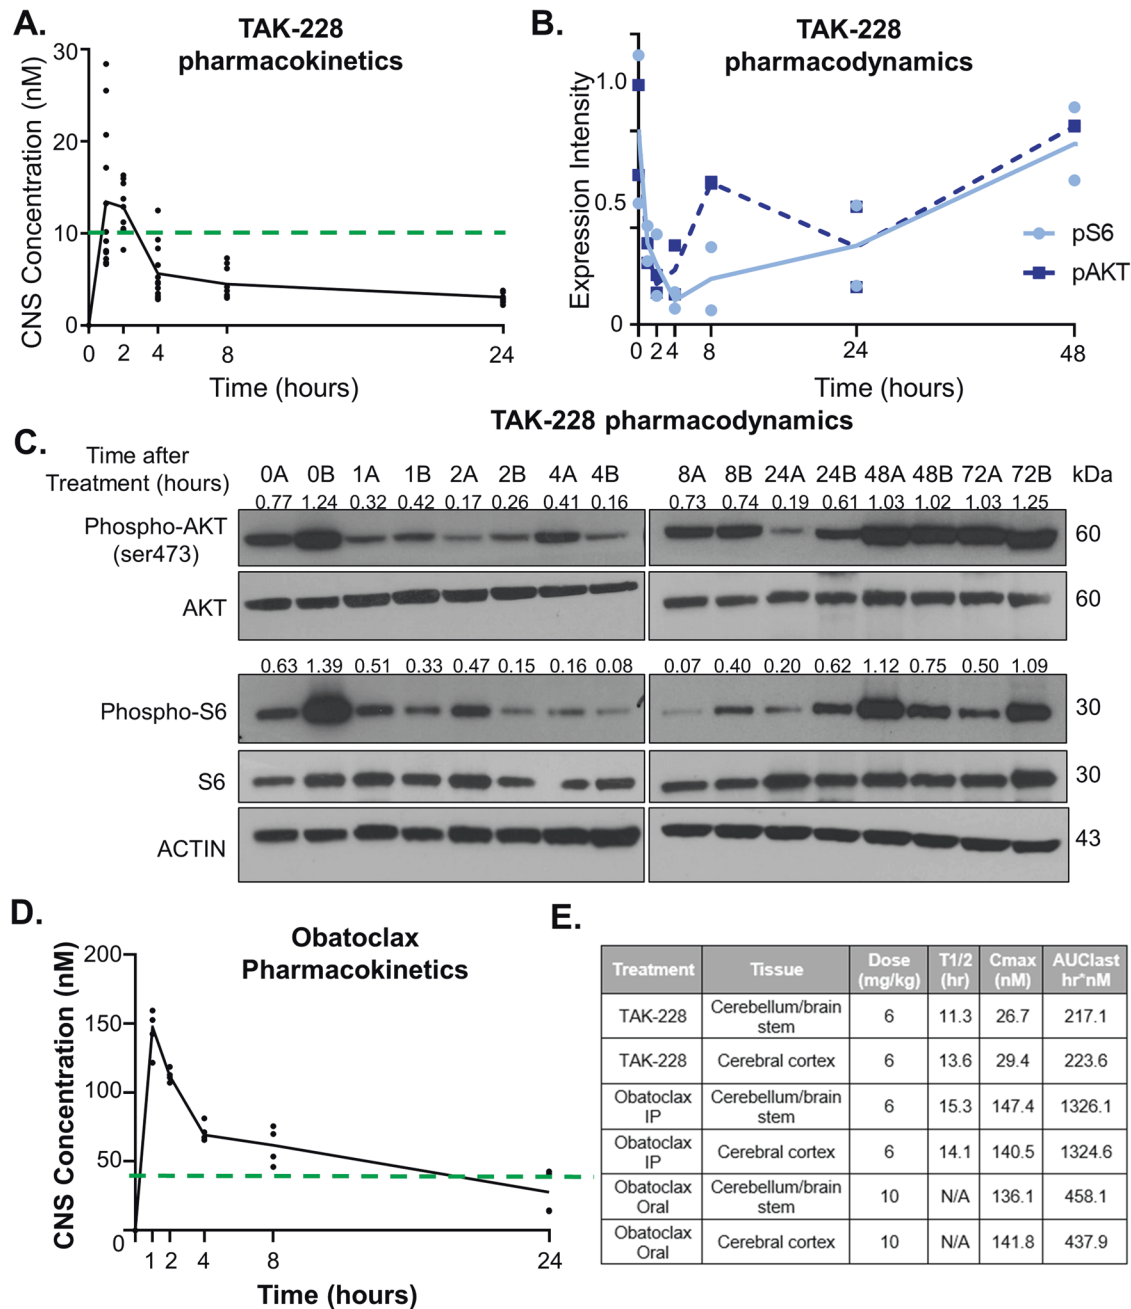 A.
TAK-228
pharmacokinetics
CNS Concentration (nM)
30
20
10
0
0 2 4 8 24
Time (hours)
B.
TAK-228
pharmacodynamics
Expression Intensity
1.0
0.5
0
0 2 4 8 24 48
Time (hours)
pS6
pAKT
TAK-228 pharmacodynamics
C.
Time after
Treatment (hours)
0A 0B 1A 1B 2A 2B 4A 4B 8A 8B 24A 24B 48A 48B 72A 72B kDa
0.77 1.24 0.32 0.42 0.17 0.26 0.41 0.16 0.73 0.74 0.19 0.61 1.03 1.02 1.03 1.25
Phospho-AKT
(ser473)
60
AKT
60
0.63 1.39 0.51 0.33 0.47 0.15 0.16 0.08 0.07 0.40 0.20 0.62 1.12 0.75 0.50 1.09
Phospho-S6
30
S6
30
ACTIN
43
D.
Obatoclax
Pharmacokinetics
CNS Concentration (nM)
200
150
100
50
0
1 2 4 8 24
Time (hours)
E.
Treatment Tissue Dose (mg/kg) T1/2 (hr) Cmax (nM) AUClast hr*nM
TAK-228 Cerebellum/brain stem 6 11.3 26.7 217.1
TAK-228 Cerebral cortex 6 13.6 29.4 223.6
Obatoclax IP Cerebellum/brain stem 6 15.3 147.4 1326.1
Obatoclax IP Cerebral cortex 6 14.1 140.5 1324.6
Obatoclax Oral Cerebellum/brain stem 10 N/A 136.1 458.1
Obatoclax Oral Cerebral cortex 10 N/A 141.8 437.9